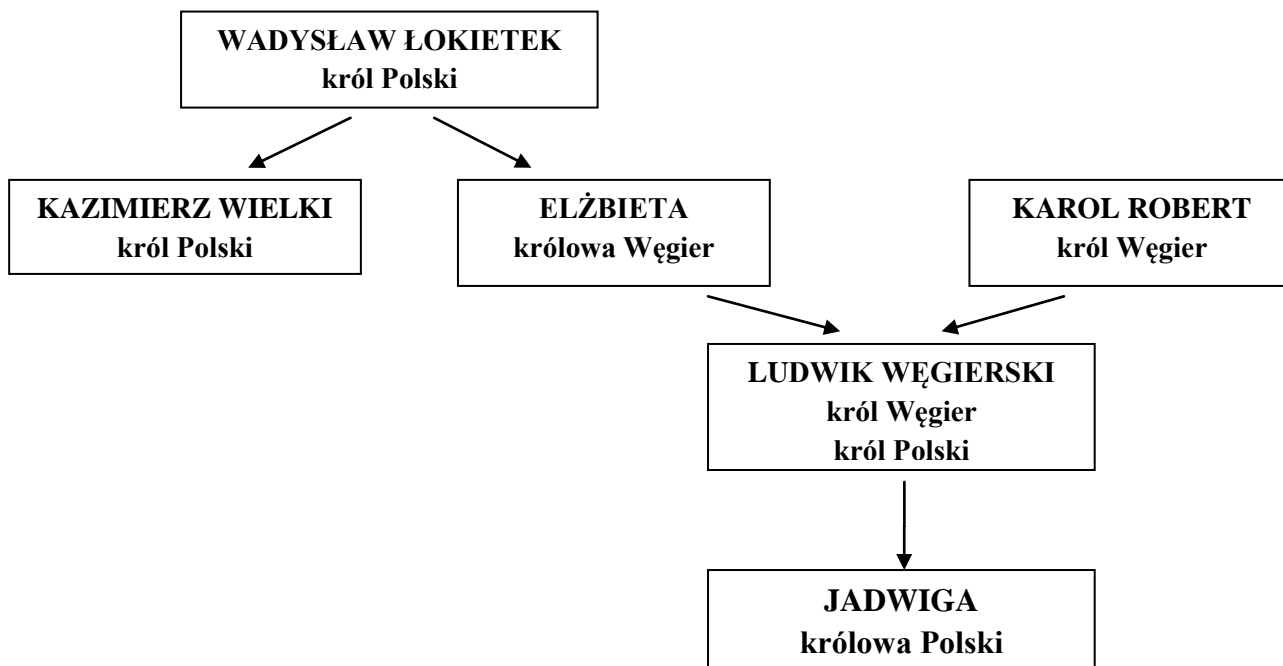 WADYSŁAW ŁOKIETEK
król Polski
KAZIMIERZ WIELKI
król Polski
ELŻBIETA
królowa Węgier
KAROL ROBERT
król Węgier
LUDWIK WĘGIERSKI
król Węgier
król Polski
JADWIGA
królowa Polski